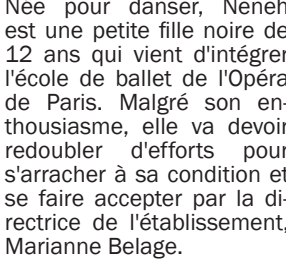 Née pour danser, Neneh
est une petite fille noire de
12 ans qui vient d'intégrer
l'école de ballet de l'Opéra
de Paris. Malgré son en-
thousiasme, elle va devoir
redoubler d'efforts pour
s'arracher à sa condition et
se faire accepter par la di-
rectrice de l'établissement,
Marianne Belage.